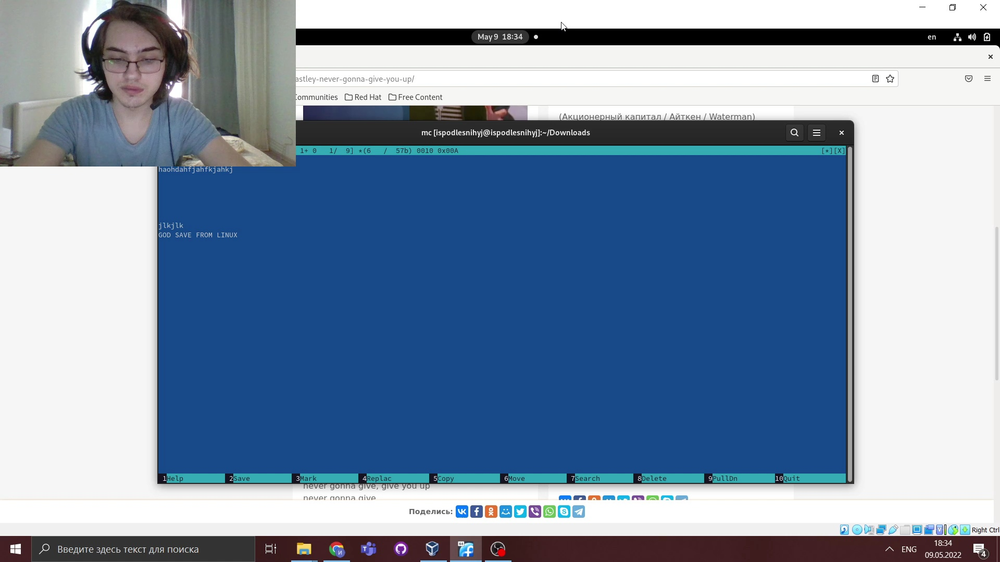 May 9 18:34
en
astley-never-gonna-give-you-up/
Communities
Red Hat
Free Content
(Акционерный капитал / Айткен / Waterman)
mc [ispodlesnihyj@ispodlesnihyj]:~/Downloads
1+ 0 1/ 9] *(6 / 57b) 0010 0x00A
[*][X]
haohdahfjahfkjahkj
jlkjlk
GOD SAVE FROM LINUX
1Help 2Save 3Mark 4Replac 5Copy 6Move 7Search 8Delete 9PullDn 10Quit
never gonna give, give you up
never gonna give
Поделись:
Right Ctrl
Введите здесь текст для поиска
64
ENG
18:34
09.05.2022
4